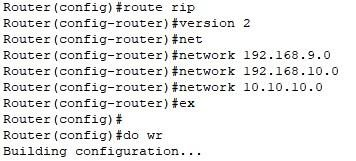 Router(config)#route rip
Router(config-router)#version 2
Router(config-router)#net
Router(config-router)#network 192.168.9.0
Router(config-router)#network 192.168.10.0
Router(config-router)#network 10.10.10.0
Router(config-router)#ex
Router(config)#
Router(config)#do wr
Building configuration...